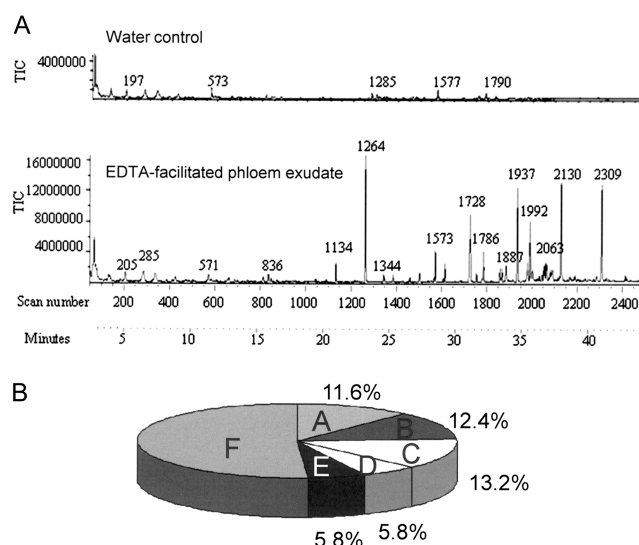 A
Water control
TIC
4000000
197 573 1285 1577 1790
EDTA-facilitated phloem exudate
TIC
16000000
12000000
8000000
4000000
205 285 571 836 1134 1264 1344 1573 1728 1786 1887 1937 1992 2063 2130 2309
Scan number 200 400 600 800 1000 1200 1400 1600 1800 2000 2200 2400
Minutes 5 10 15 20 25 30 35 40
B
11.6%
12.4%
13.2%
5.8%
5.8%
A
B
C
D
E
F